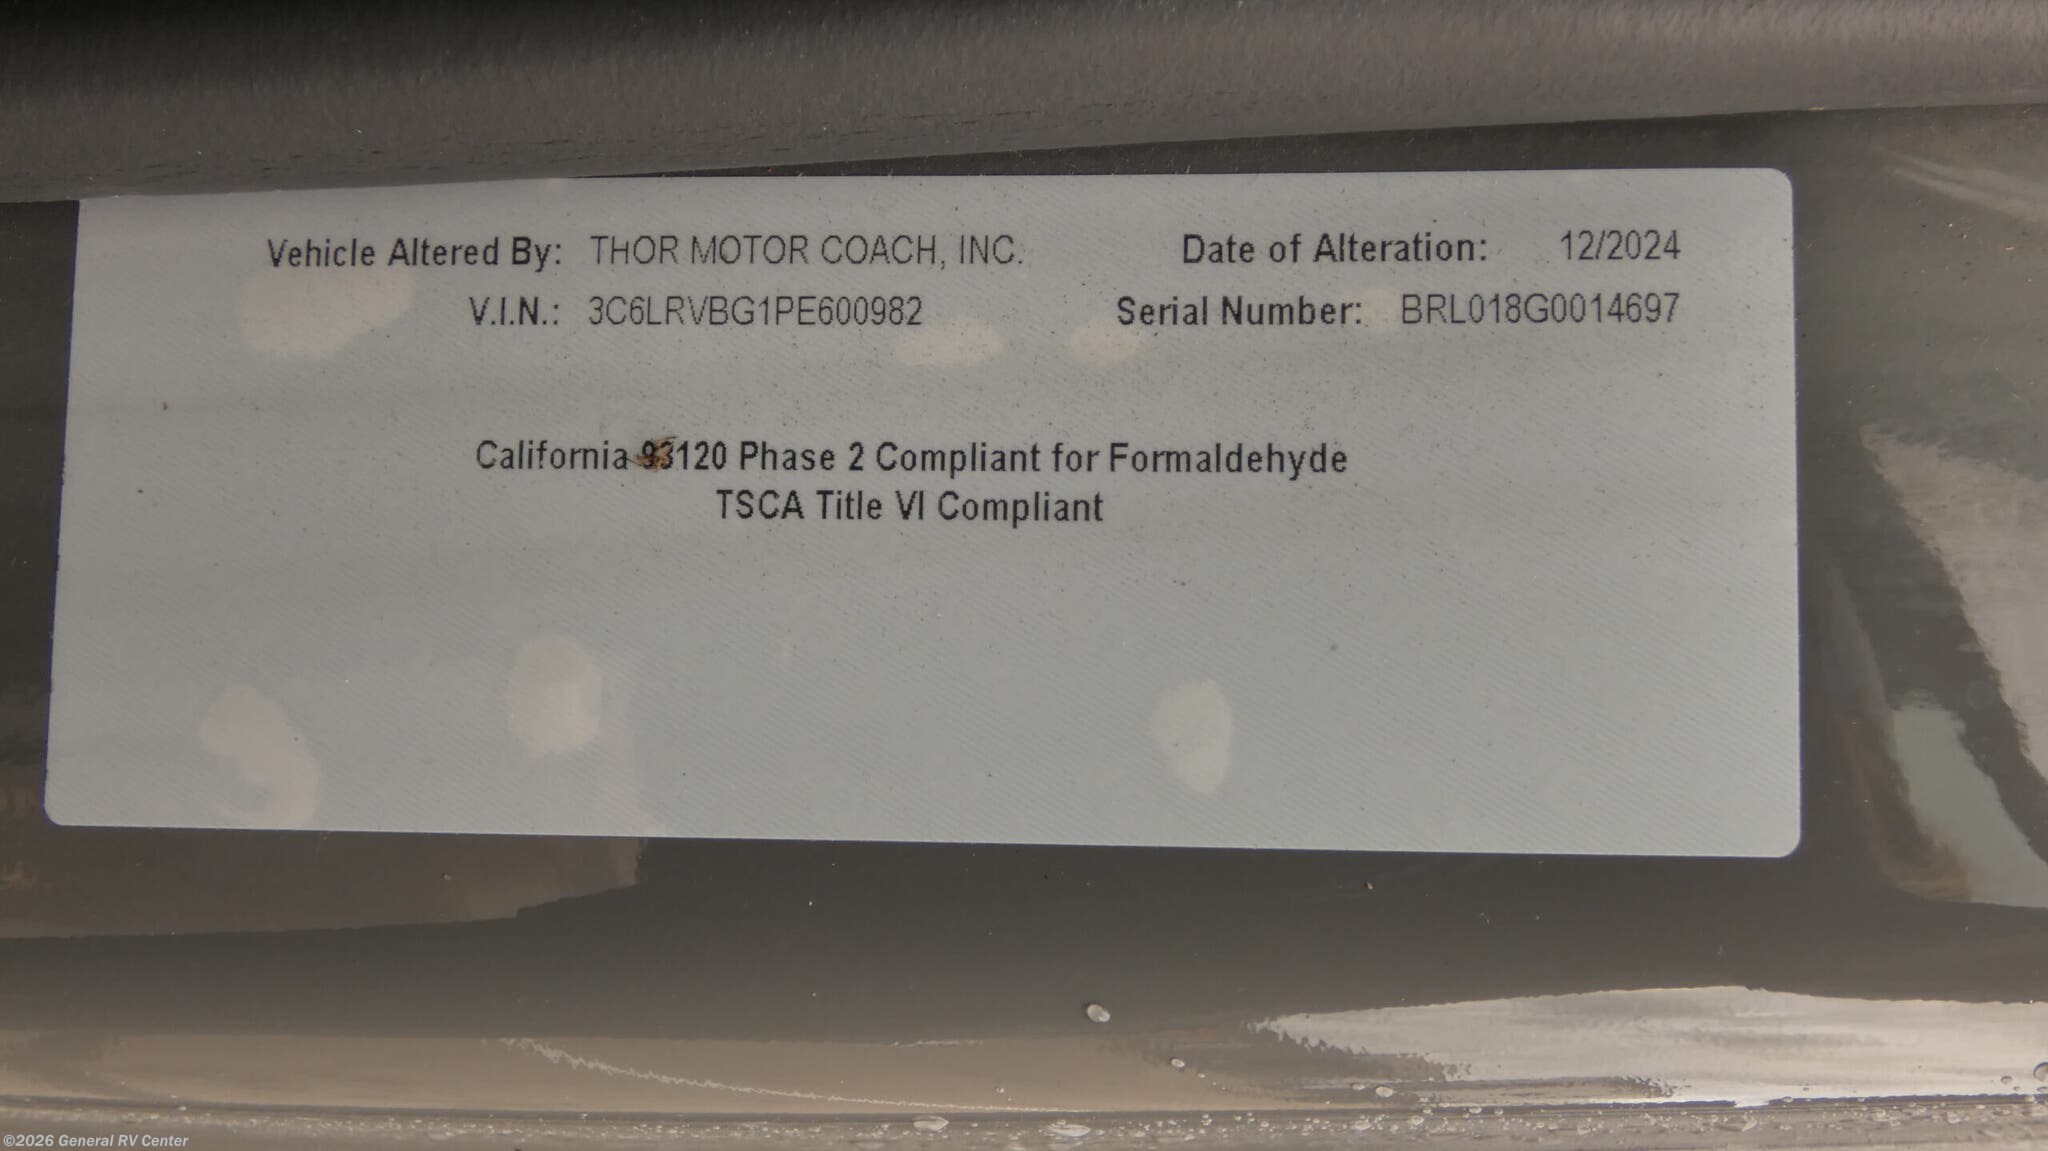 Vehicle Altered By: THOR MOTOR COACH, INC. Date of Alteration: 12/2024
V.I.N.: 3C6LRVBG1PE600982 Serial Number: BRL018G0014697
California 93120 Phase 2 Compliant for Formaldehyde
TSCA Title VI Compliant
©2026 General RV Center